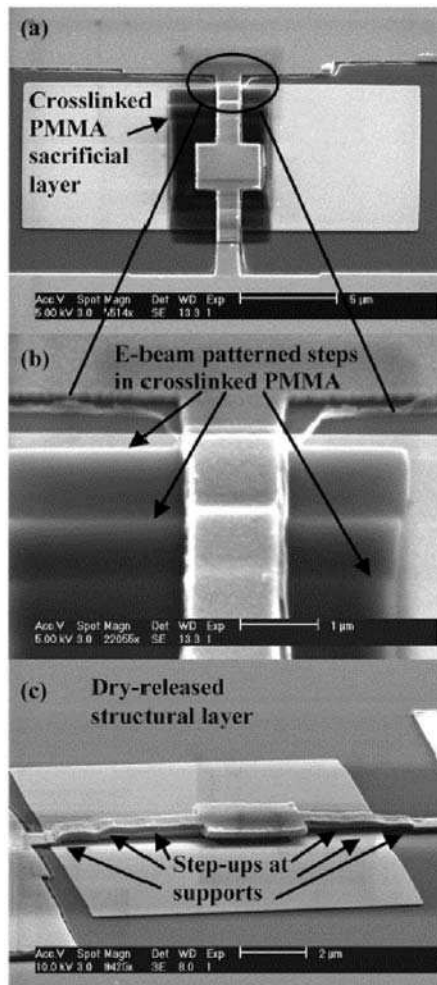 (a)
Crosslinked
PMMA
sacrificial
layer
Acc.V Spot Magn Det WD Exp
5.00 kV 3.0 5514x SE 13.3 1
5 µm
(b)
E-beam patterned steps
in crosslinked PMMA
Acc.V Spot Magn Det WD Exp
5.00 kV 3.0 22055x SE 13.3 1
1 µm
(c)
Dry-released
structural layer
Step-ups at
supports
Acc.V Spot Magn Det WD Exp
10.0 kV 3.0 9420x SE 8.0 1
2 µm